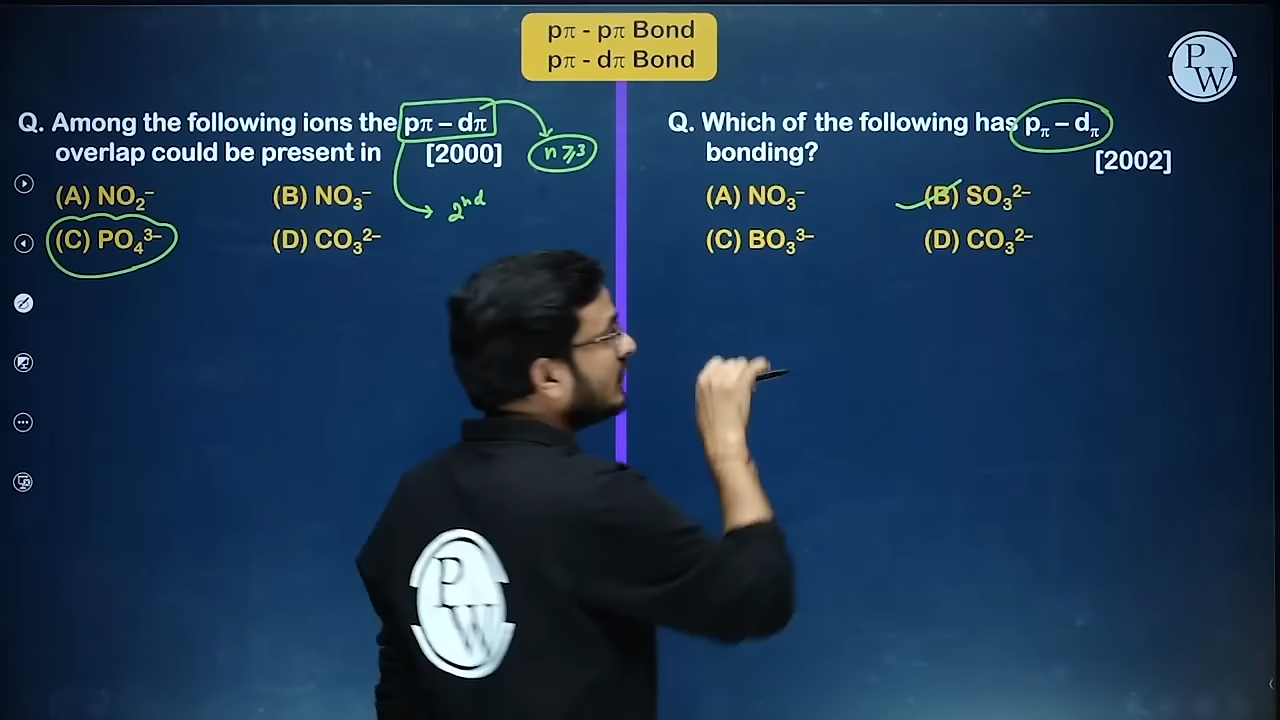 pπ - pπ Bond
pπ - dπ Bond
PW
Q. Among the following ions the pπ – dπ
overlap could be present in [2000]
n ≥ 3
(A) NO₂⁻ (B) NO₃⁻
2nd
(C) PO₄³⁻ (D) CO₃²⁻
Q. Which of the following has pπ – dπ
bonding?
[2002]
(A) NO₃⁻ (B) SO₃²⁻
(C) BO₃³⁻ (D) CO₃²⁻
PW